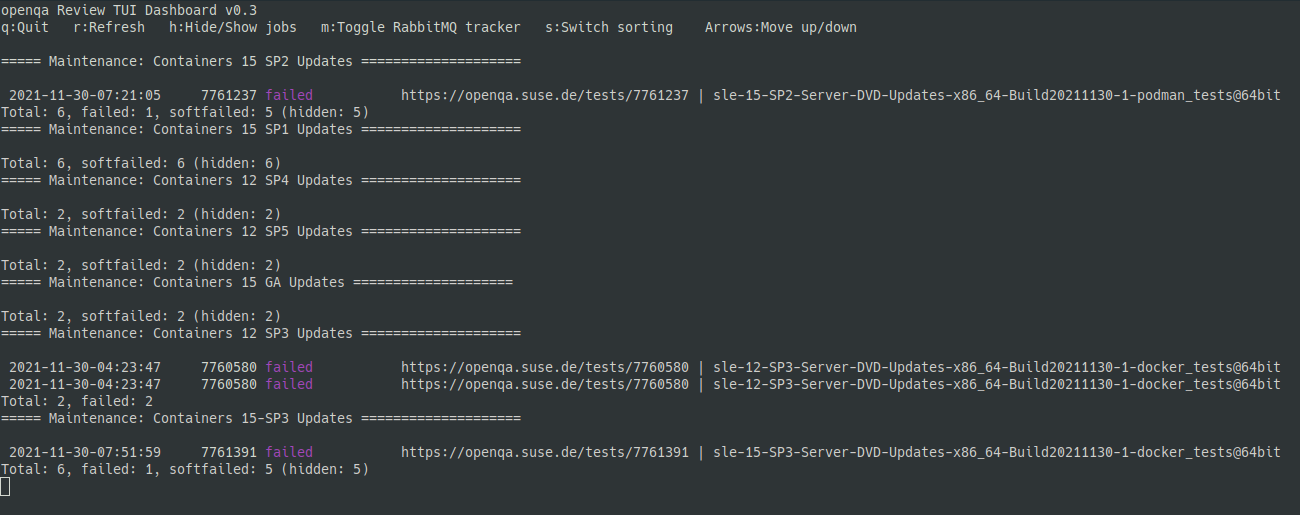 openqa Review TUI Dashboard v0.3
q:Quit   r:Refresh   h:Hide/Show jobs   m:Toggle RabbitMQ tracker   s:Switch sorting    Arrows:Move up/down
===== Maintenance: Containers 15 SP2 Updates ====================
2021-11-30-07:21:05     7761237 failed           https://openqa.suse.de/tests/7761237 | sle-15-SP2-Server-DVD-Updates-x86_64-Build20211130-1-podman_tests@64bit
Total: 6, failed: 1, softfailed: 5 (hidden: 5)
===== Maintenance: Containers 15 SP1 Updates ====================
Total: 6, softfailed: 6 (hidden: 6)
===== Maintenance: Containers 12 SP4 Updates ====================
Total: 2, softfailed: 2 (hidden: 2)
===== Maintenance: Containers 12 SP5 Updates ====================
Total: 2, softfailed: 2 (hidden: 2)
===== Maintenance: Containers 15 GA Updates ====================
Total: 2, softfailed: 2 (hidden: 2)
===== Maintenance: Containers 12 SP3 Updates ====================
2021-11-30-04:23:47     7760580 failed           https://openqa.suse.de/tests/7760580 | sle-12-SP3-Server-DVD-Updates-x86_64-Build20211130-1-docker_tests@64bit
2021-11-30-04:23:47     7760580 failed           https://openqa.suse.de/tests/7760580 | sle-12-SP3-Server-DVD-Updates-x86_64-Build20211130-1-docker_tests@64bit
Total: 2, failed: 2
===== Maintenance: Containers 15-SP3 Updates ====================
2021-11-30-07:51:59     7761391 failed           https://openqa.suse.de/tests/7761391 | sle-15-SP3-Server-DVD-Updates-x86_64-Build20211130-1-docker_tests@64bit
Total: 6, failed: 1, softfailed: 5 (hidden: 5)